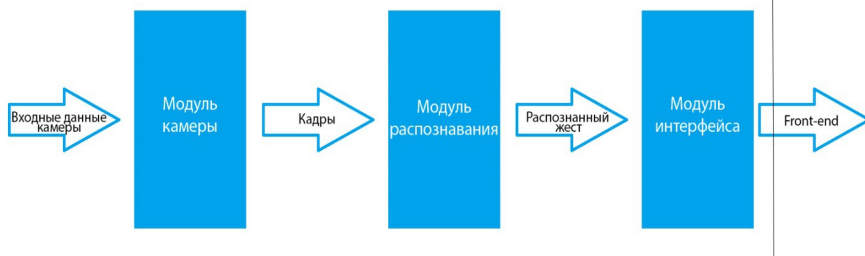 Входные данные
камеры
Модуль
камеры
Кадры
Модуль
распознавания
Распознанный
жест
Модуль
интерфейса
Front-end